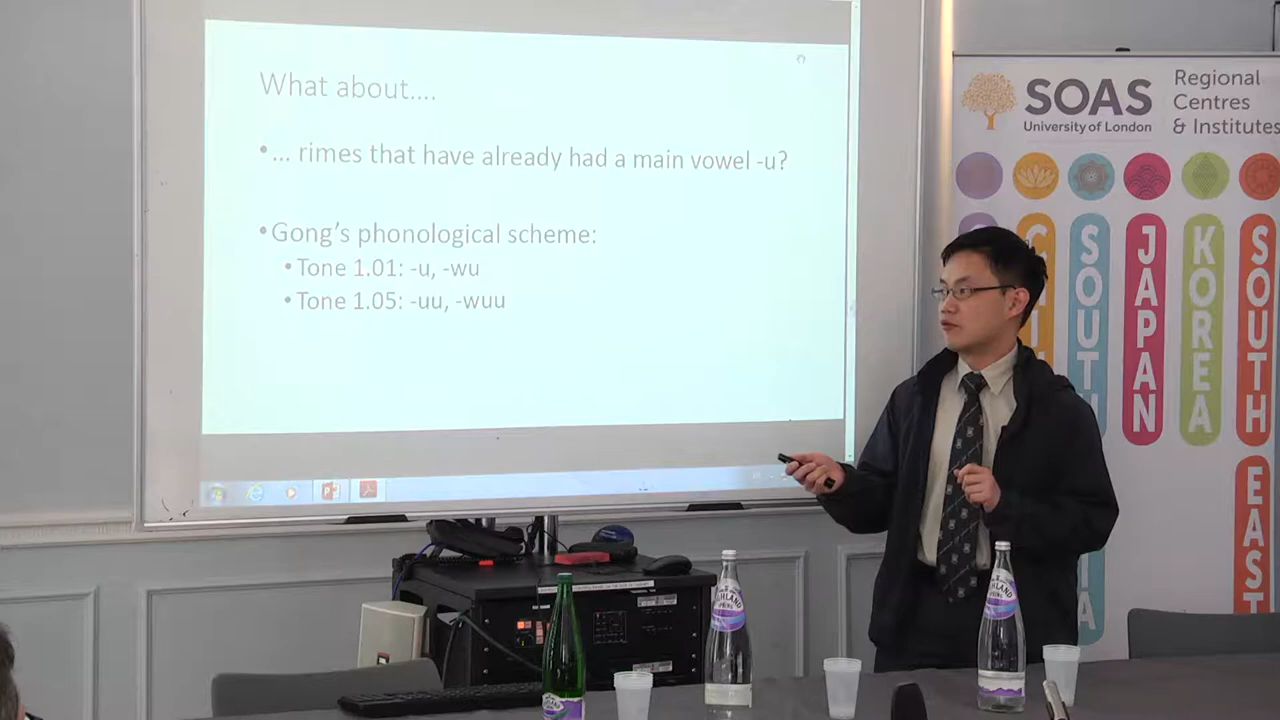 What about....
• ... rimes that have already had a main vowel -u?
• Gong's phonological scheme:
• Tone 1.01: -u, -wu
• Tone 1.05: -uu, -wuu
SOAS
University of London
Regional
Centres
& Institutes
SOUTH
JAPAN
KOREA
SOUTH
EAST